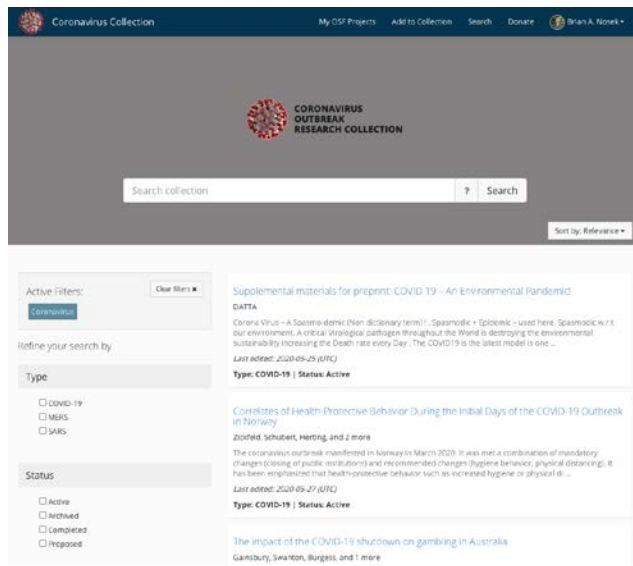 Coronavirus Collection
My OSF Projects
Add to Collection
Search
Donate
Brian A. Nosek
CORONAVIRUS
OUTBREAK
RESEARCH COLLECTION
Search collection
?
Search
Sort by: Relevance
Active Filters:
Clear filters ×
Coronavirus
Refine your search by
Type
COVID-19
MERS
SARS
Status
Active
Archived
Completed
Proposed
Supplemental materials for preprint: COVID 19 – An Environmental Pandemic!
DATTA
Corona Virus – A Spasmo-demic (Non dictionary term)!. Spasmodic + Epidemic – used here. Spasmodic w.r.t
our environment. A critical Virological pathogen throughout the World is destroying the environmental
sustainability increasing the Death rate every Day. The COVID19 is the latest model is one ...
Last edited: 2020-05-25 (UTC)
Type: COVID-19 | Status: Active
Correlates of Health-Protective Behavior During the Initial Days of the COVID-19 Outbreak
in Norway
Zickfeld, Schubert, Herting, and 2 more
The coronavirus outbreak manifested in Norway in March 2020. It was met a combination of mandatory
changes (closing of public institutions) and recommended changes (hygiene behavior, physical distancing). It
has been emphasized that health-protective behavior such as increased hygiene or physical di ...
Last edited: 2020-05-27 (UTC)
Type: COVID-19 | Status: Active
The impact of the COVID-19 shutdown on gambling in Australia
Gainsbury, Swanton, Burgess, and 1 more